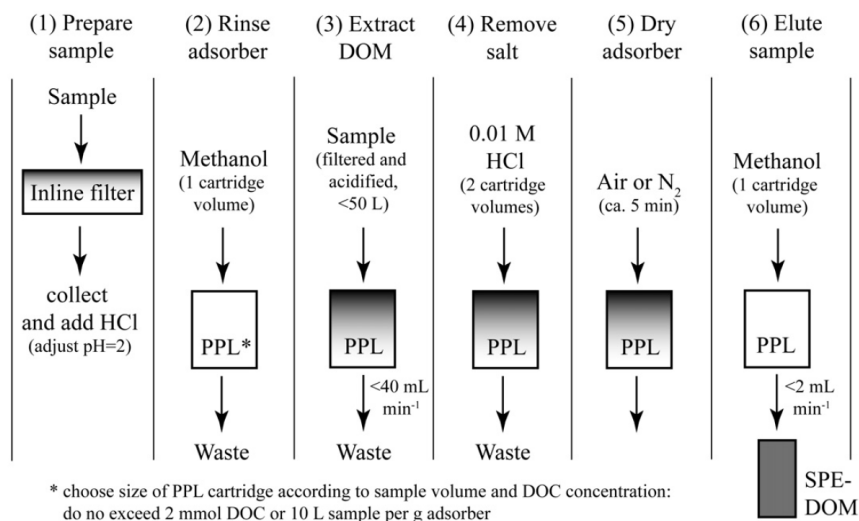 (1) Prepare
sample
Sample
Inline filter
collect
and add HCl
(adjust pH=2)
(2) Rinse
adsorber
Methanol
(1 cartridge
volume)
PPL*
Waste
(3) Extract
DOM
Sample
(filtered and
acidified,
<50 L)
PPL
<40 mL
min⁻¹
Waste
(4) Remove
salt
0.01 M
HCl
(2 cartridge
volumes)
PPL
Waste
(5) Dry
adsorber
Air or N₂
(ca. 5 min)
PPL
(6) Elute
sample
Methanol
(1 cartridge
volume)
PPL
<2 mL
min⁻¹
SPE-
DOM
* choose size of PPL cartridge according to sample volume and DOC concentration:
do no exceed 2 mmol DOC or 10 L sample per g adsorber